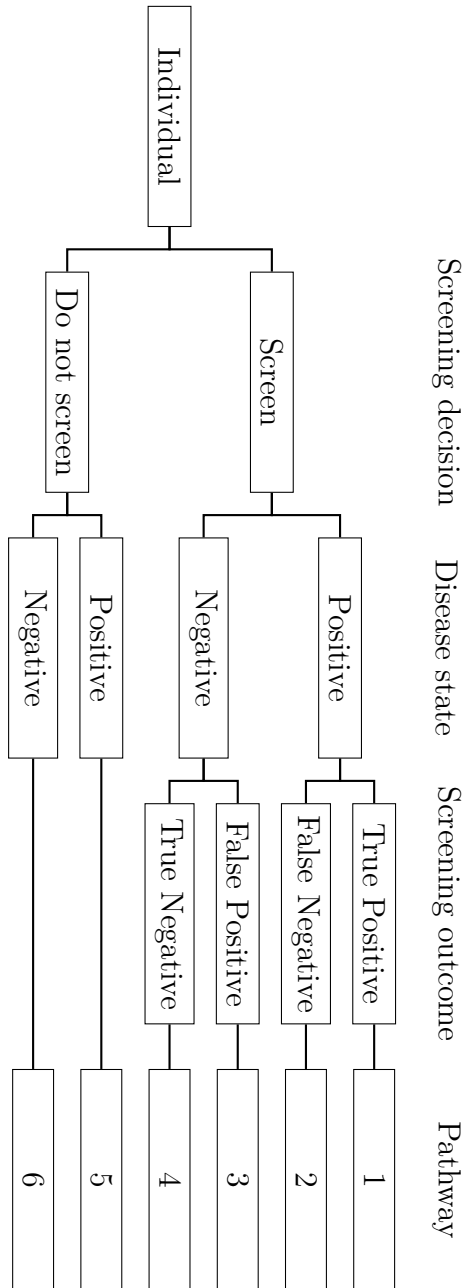 Screening decision
Disease state
Screening outcome
Pathway
Individual
Screen
Do not screen
Positive
Negative
Positive
Negative
True Positive
False Negative
False Positive
True Negative
1
2
3
4
5
6